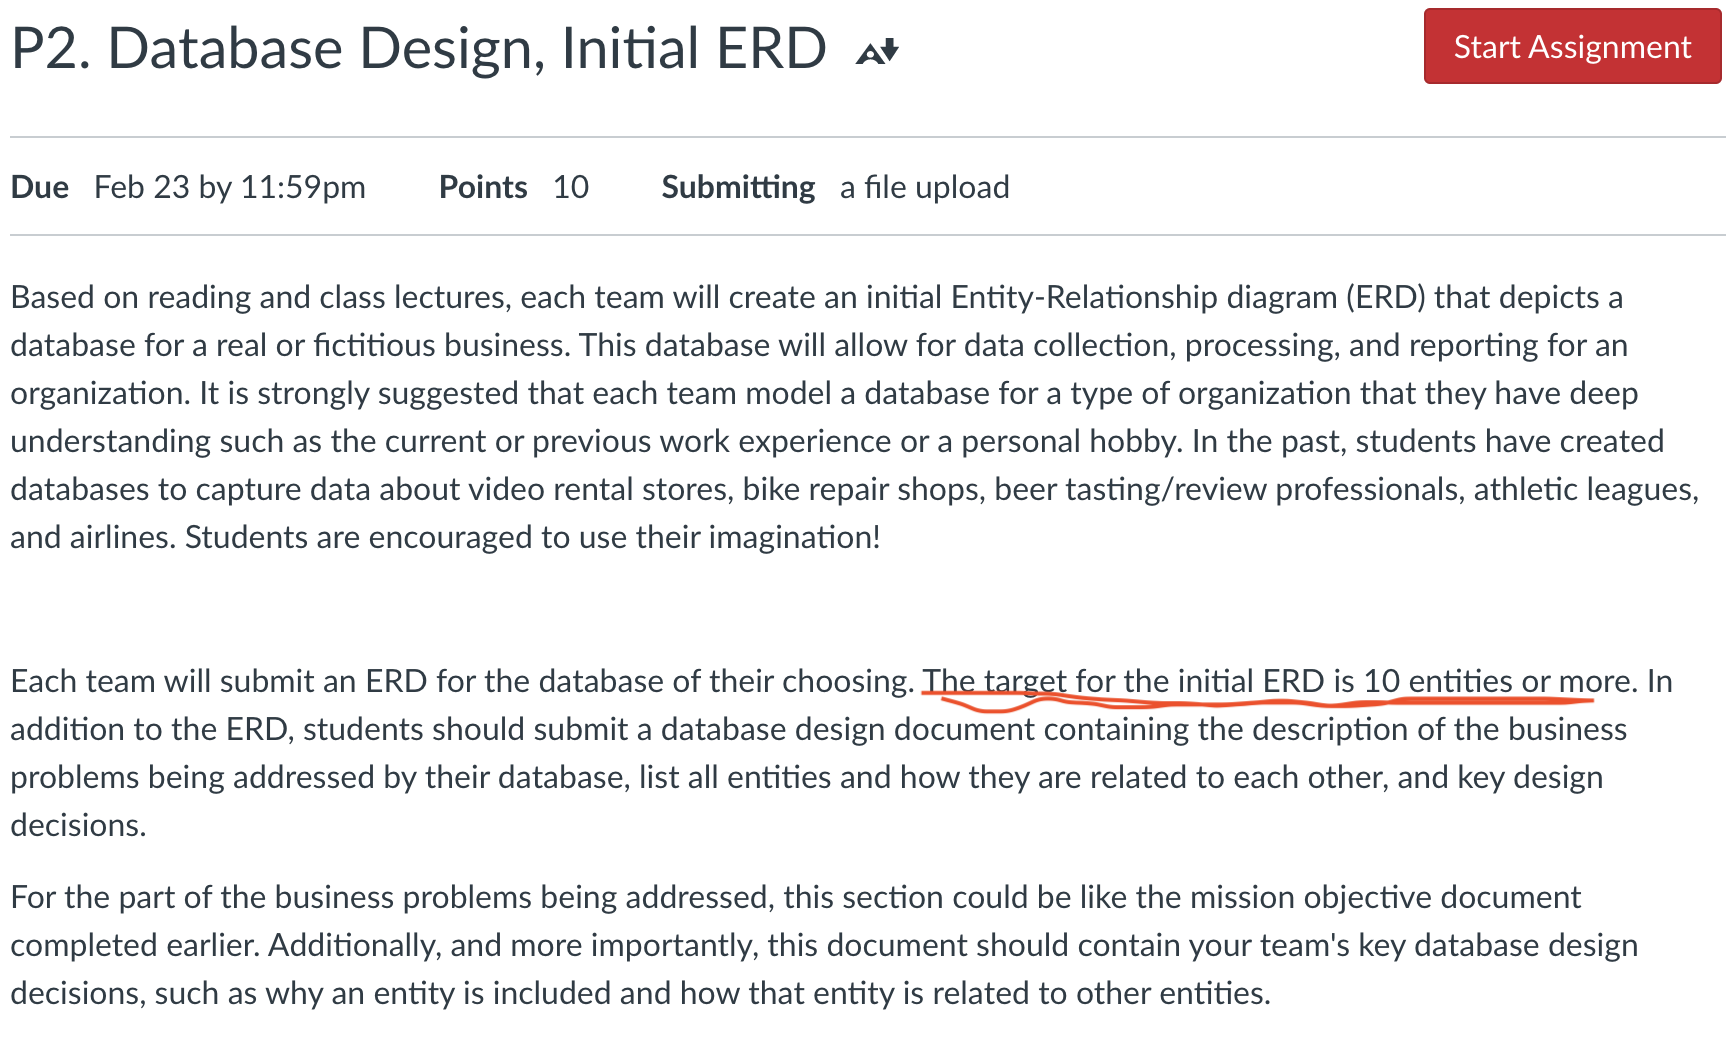 P2. Database Design, Initial ERD
Start Assignment
Due Feb 23 by 11:59pm Points 10 Submitting a file upload
Based on reading and class lectures, each team will create an initial Entity-Relationship diagram (ERD) that depicts a
database for a real or fictitious business. This database will allow for data collection, processing, and reporting for an
organization. It is strongly suggested that each team model a database for a type of organization that they have deep
understanding such as the current or previous work experience or a personal hobby. In the past, students have created
databases to capture data about video rental stores, bike repair shops, beer tasting/review professionals, athletic leagues,
and airlines. Students are encouraged to use their imagination!
Each team will submit an ERD for the database of their choosing. The target for the initial ERD is 10 entities or more. In
addition to the ERD, students should submit a database design document containing the description of the business
problems being addressed by their database, list all entities and how they are related to each other, and key design
decisions.
For the part of the business problems being addressed, this section could be like the mission objective document
completed earlier. Additionally, and more importantly, this document should contain your team's key database design
decisions, such as why an entity is included and how that entity is related to other entities.